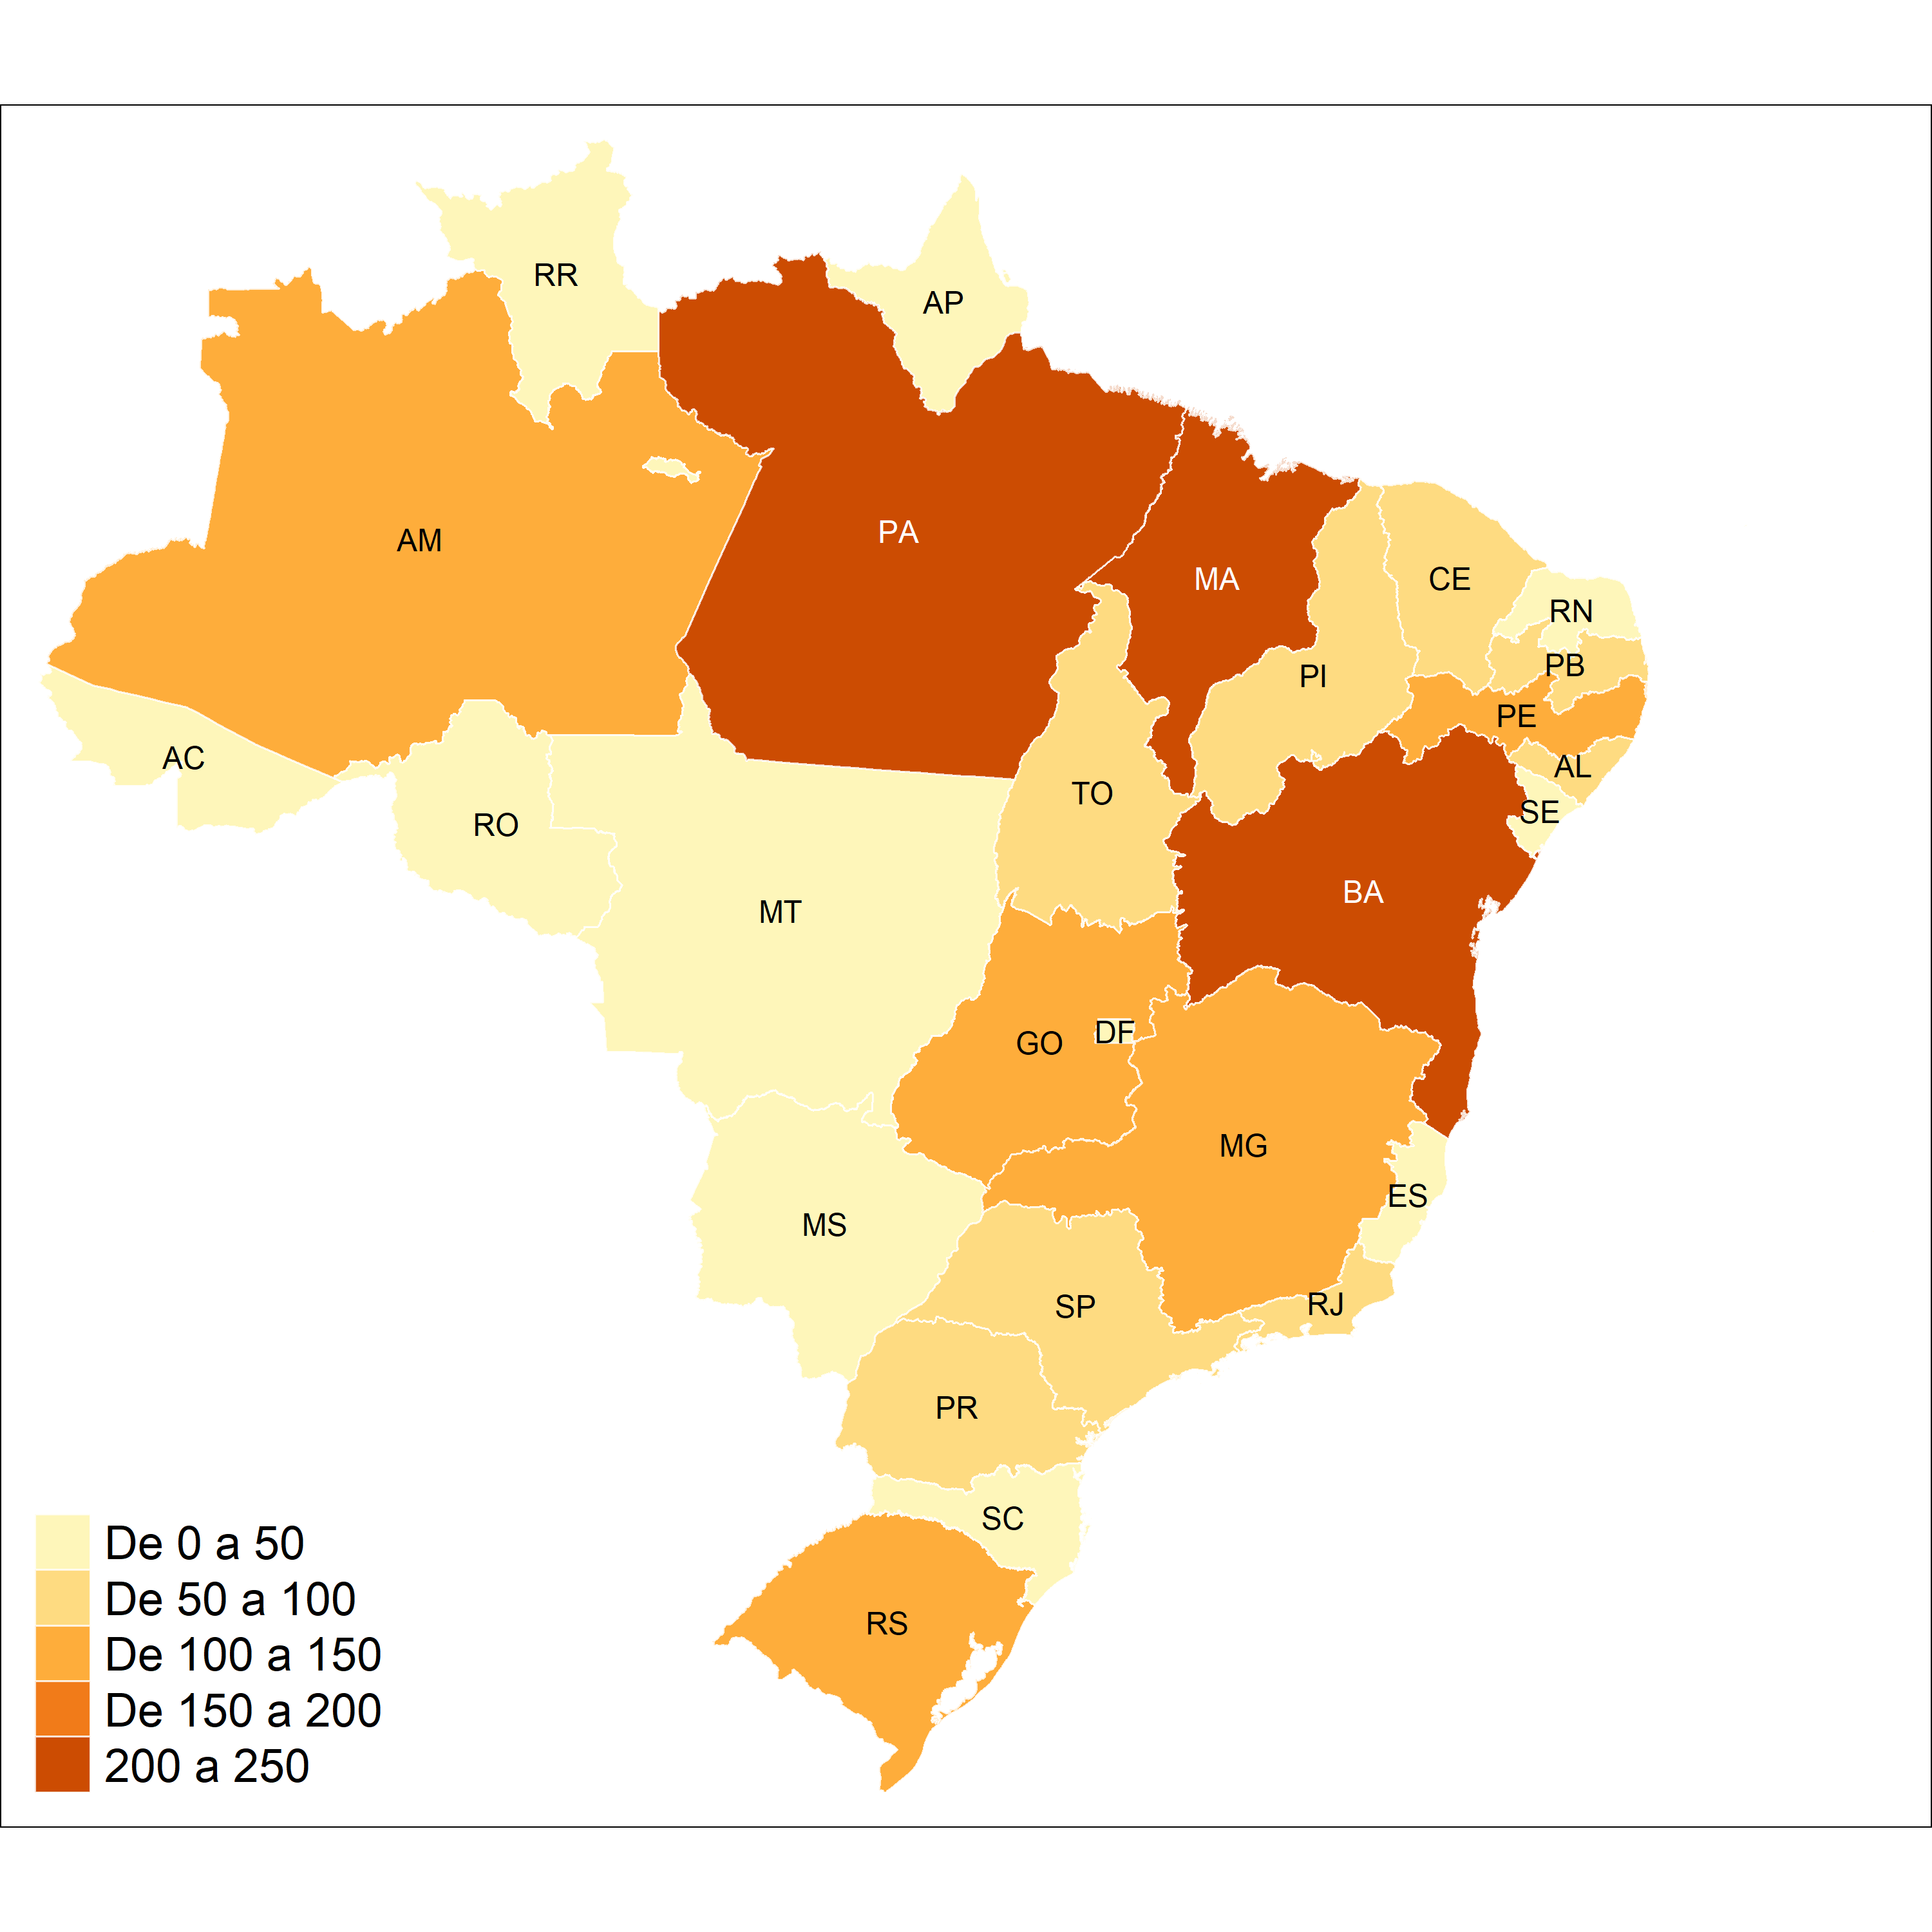 RR
AP
AM
PA
MA
CE
RN
PI
PB
PE
AC
AL
TO
SE
RO
BA
MT
DF
GO
MG
ES
MS
RJ
SP
PR
SC
RS
De 0 a 50
De 50 a 100
De 100 a 150
De 150 a 200
200 a 250